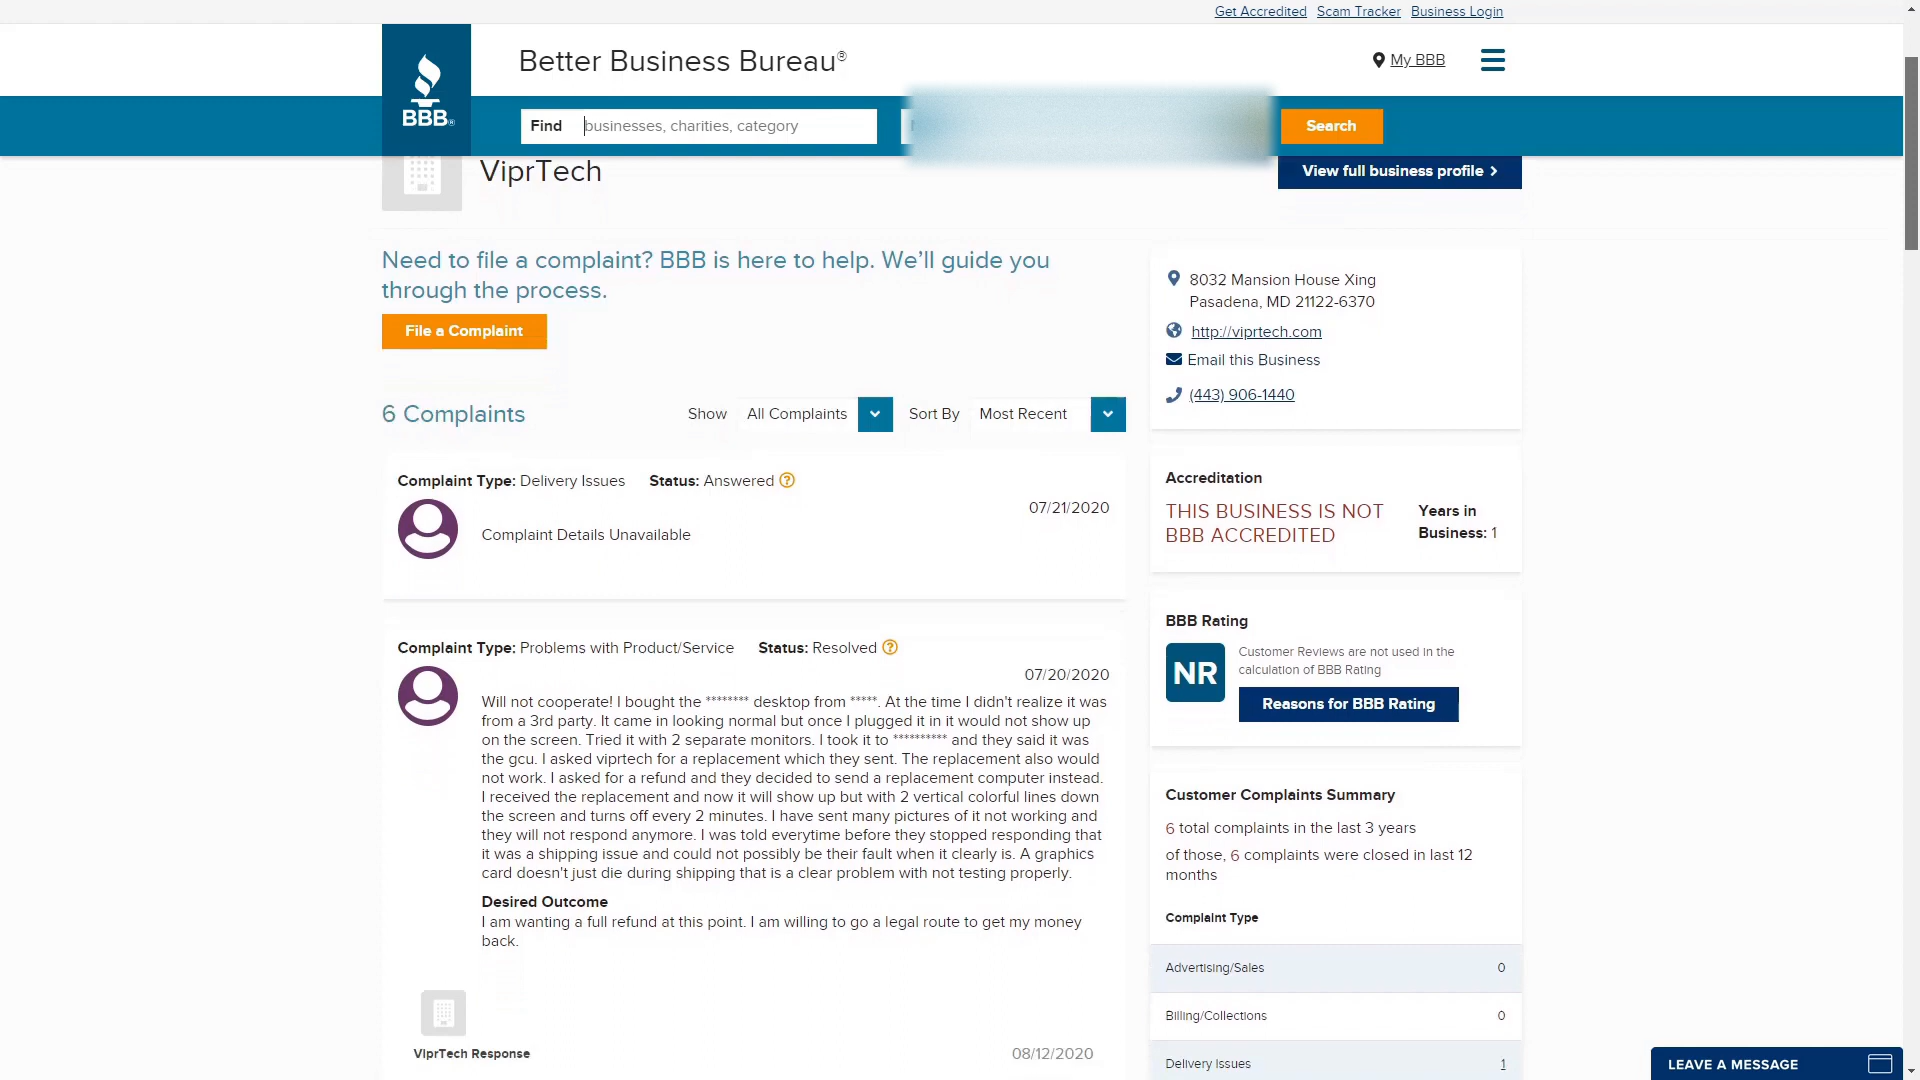 Get Accredited Scam Tracker Business Login
Better Business Bureau®
My BBB
BBB®
Find businesses, charities, category
Search
ViprTech
View full business profile
Need to file a complaint? BBB is here to help. We'll guide you
through the process.
File a Complaint
8032 Mansion House Xing
Pasadena, MD 21122-6370
http://viprtech.com
Email this Business
(443) 906-1440
6 Complaints
Show All Complaints Sort By Most Recent
Complaint Type: Delivery Issues Status: Answered
07/21/2020
Complaint Details Unavailable
Accreditation
THIS BUSINESS IS NOT
BBB ACCREDITED
Years in
Business: 1
Complaint Type: Problems with Product/Service Status: Resolved
07/20/2020
Will not cooperate! I bought the ******** desktop from *****. At the time I didn't realize it was
from a 3rd party. It came in looking normal but once I plugged it in it would not show up
on the screen. Tried it with 2 separate monitors. I took it to ********** and they said it was
the gcu. I asked viprtech for a replacement which they sent. The replacement also would
not work. I asked for a refund and they decided to send a replacement computer instead.
I received the replacement and now it will show up but with 2 vertical colorful lines down
the screen and turns off every 2 minutes. I have sent many pictures of it not working and
they will not respond anymore. I was told everytime before they stopped responding that
it was a shipping issue and could not possibly be their fault when it clearly is. A graphics
card doesn't just die during shipping that is a clear problem with not testing properly.
Desired Outcome
I am wanting a full refund at this point. I am willing to go a legal route to get my money
back.
ViprTech Response
08/12/2020
BBB Rating
NR
Customer Reviews are not used in the
calculation of BBB Rating
Reasons for BBB Rating
Customer Complaints Summary
6 total complaints in the last 3 years
of those, 6 complaints were closed in last 12
months
Complaint Type
Advertising/Sales 0
Billing/Collections 0
Delivery Issues 1
LEAVE A MESSAGE